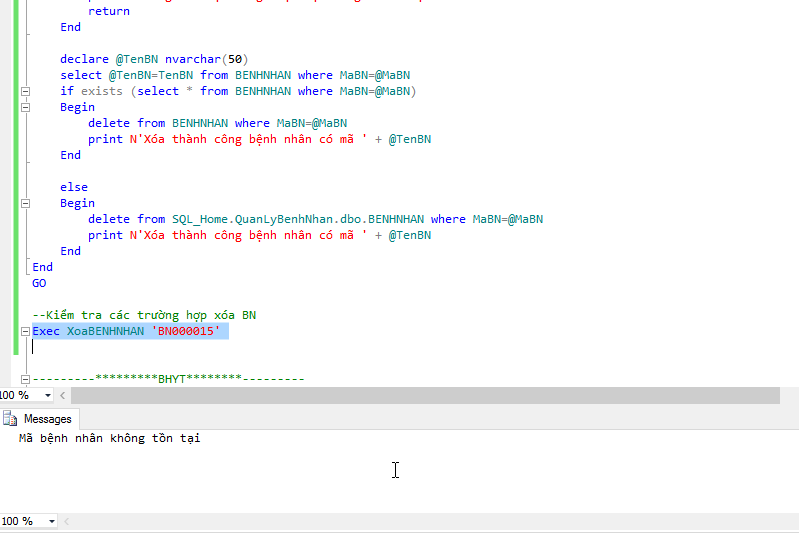 return
End
declare @TenBN nvarchar(50)
select @TenBN=TenBN from BENHNHAN where MaBN=@MaBN
if exists (select * from BENHNHAN where MaBN=@MaBN)
Begin
delete from BENHNHAN where MaBN=@MaBN
print N'Xóa thành công bệnh nhân có mã ' + @TenBN
End
else
Begin
delete from SQL_Home.QuanLyBenhNhan.dbo.BENHNHAN where MaBN=@MaBN
print N'Xóa thành công bệnh nhân có mã ' + @TenBN
End
End
GO
--Kiểm tra các trường hợp xóa BN
Exec XoaBENHNHAN 'BN000015'
---------*********BHYT********---------
100 %
Messages
Mã bệnh nhân không tồn tại
100 %